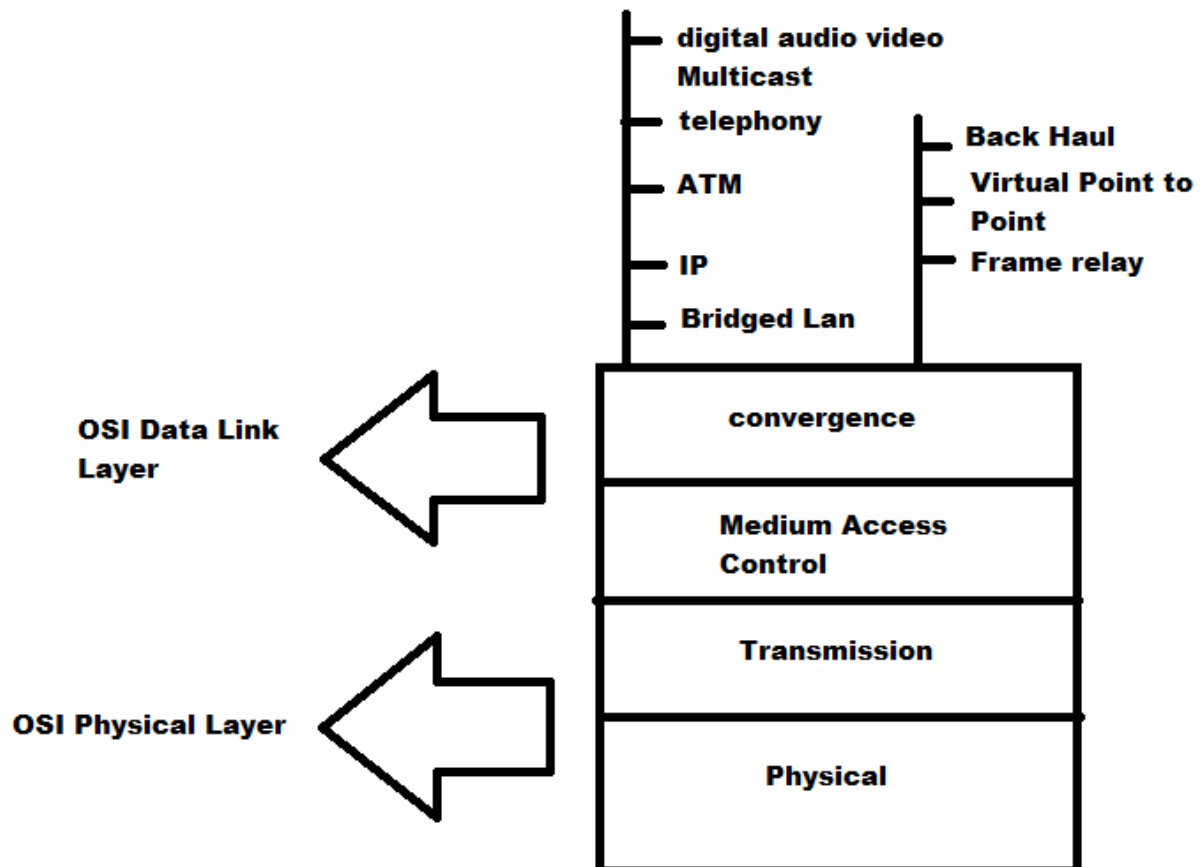 digital audio video
Multicast
telephony
ATM
IP
Bridged Lan
Back Haul
Virtual Point to
Point
Frame relay
convergence
OSI Data Link
Layer
Medium Access
Control
Transmission
OSI Physical Layer
Physical